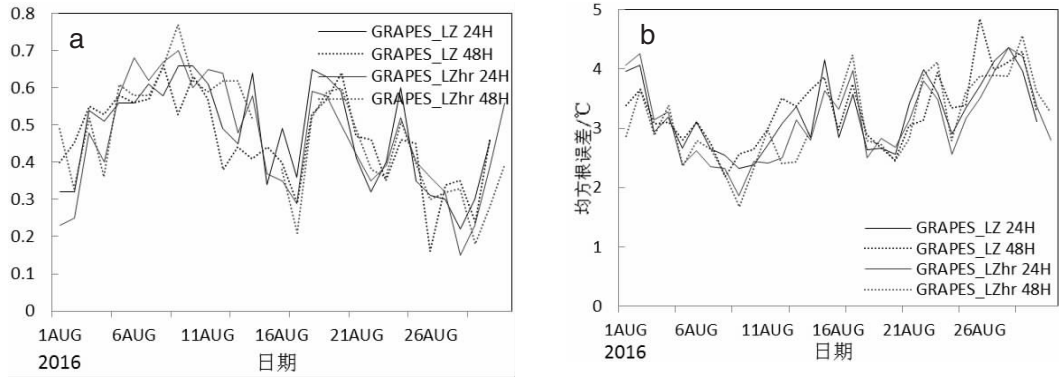 a
0.8
0.7
0.6
0.5
0.4
0.3
0.2
0.1
0
GRAPES_LZ 24H
GRAPES_LZ 48H
GRAPES_LZhr 24H
GRAPES_LZhr 48H
1AUG 6AUG 11AUG 16AUG 21AUG 26AUG
2016
日期
b
均方根误差/℃
5
4
3
2
1
0
GRAPES_LZ 24H
GRAPES_LZ 48H
GRAPES_LZhr 24H
GRAPES_LZhr 48H
1AUG 6AUG 11AUG 16AUG 21AUG 26AUG
2016
日期